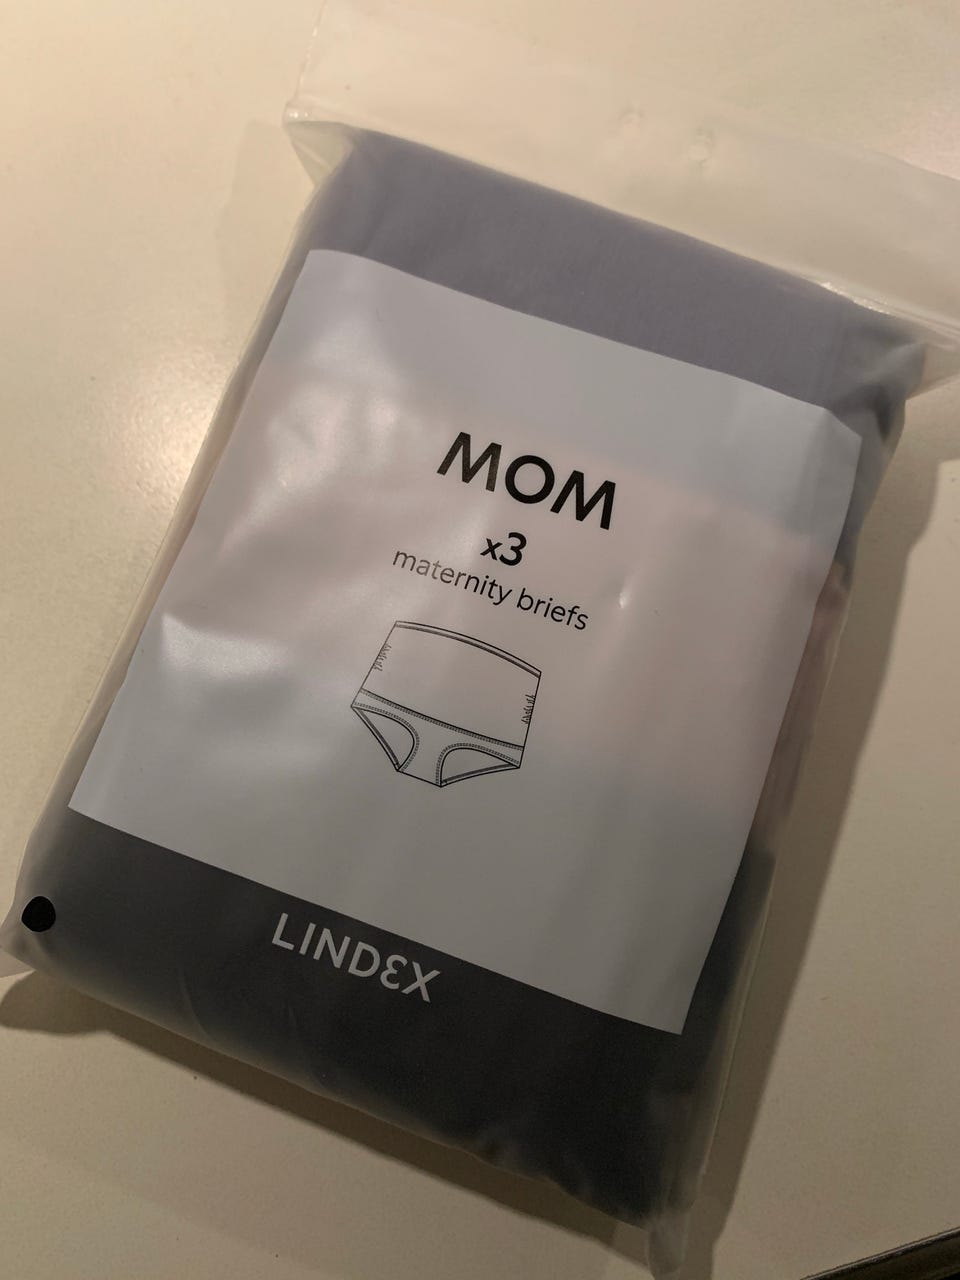 MOM
x3
maternity briefs
LINDEX